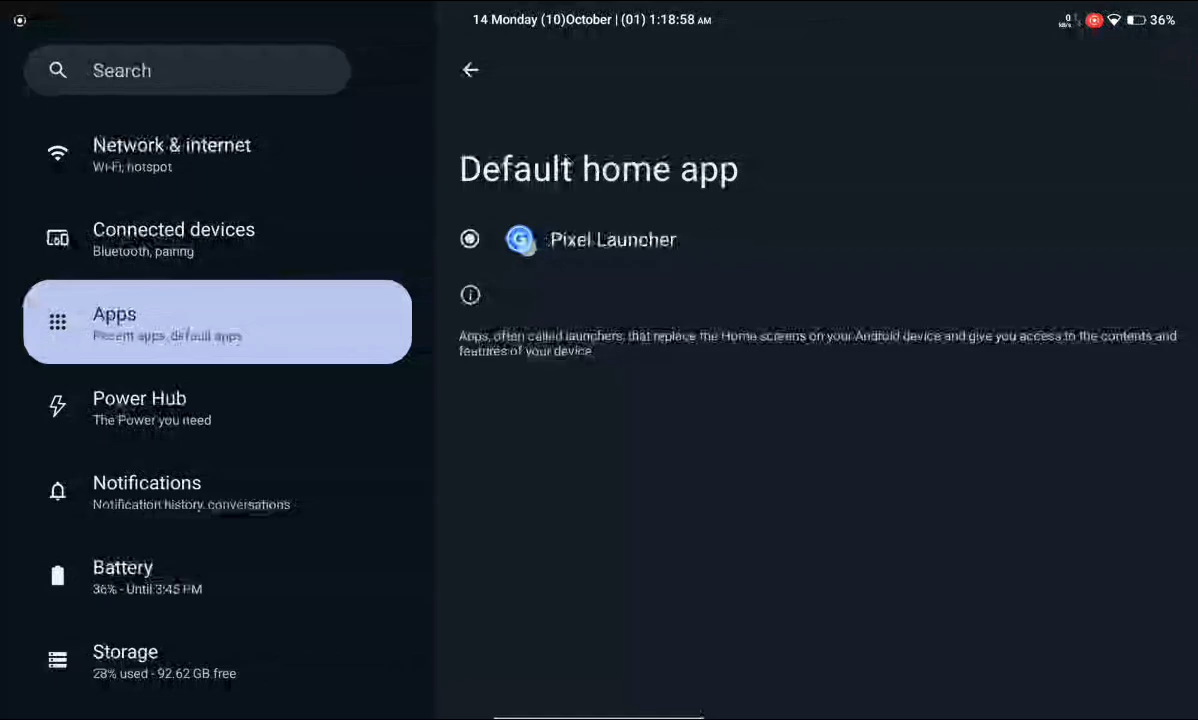 14 Monday (10)October | (01) 1:18:58 AM
0
kB/s
36%
Search
Network & internet
Wi-Fi, hotspot
Connected devices
Bluetooth, pairing
Apps
Recent apps, default apps
Power Hub
The Power you need
Notifications
Notification history, conversations
Battery
36% - Until 3:45 PM
Storage
28% used - 92.62 GB free
Default home app
Pixel Launcher
Apps, often called launchers, that replace the Home screens on your Android device and give you access to the contents and
features of your device